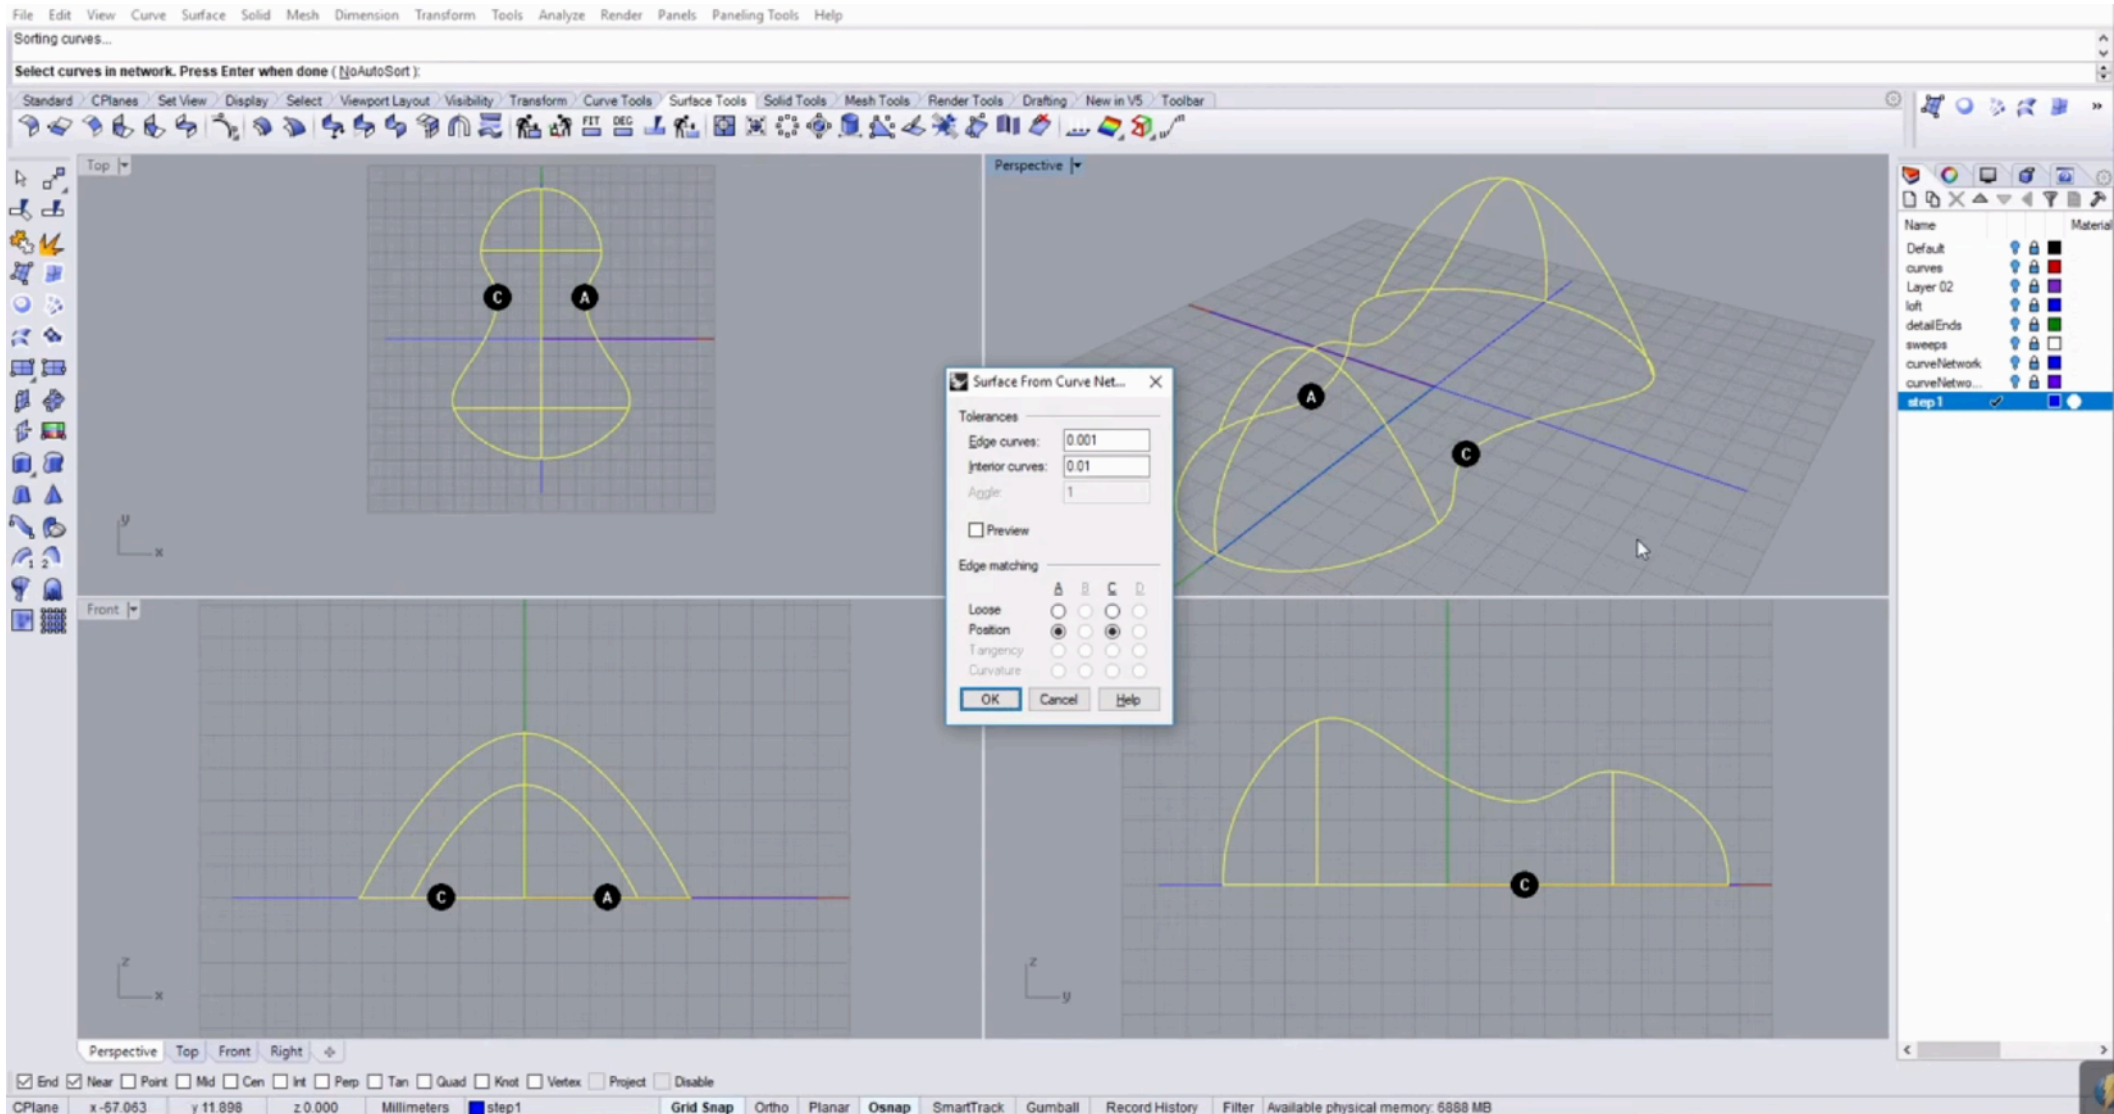 File Edit View Curve Surface Solid Mesh Dimension Transform Tools Analyze Render Panels Paneling Tools Help
Sorting curves...
Select curves in network. Press Enter when done ( NoAutoSort ):
Standard CPlanes Set View Display Select Viewport Layout Visibility Transform Curve Tools Surface Tools Solid Tools Mesh Tools Render Tools Drafting New in V5 Toolbar
FIT DEG
Top
C A
y
x
Perspective
A
C
Surface From Curve Net...
Tolerances
Edge curves: 0.001
Interior curves: 0.01
Angle: 1
Preview
Edge matching
A B C D
Loose
Position
Tangency
Curvature
OK Cancel Help
Front
C A
z
x
C
z
y
Name Material
Default
curves
Layer 02
loft
detailEnds
sweeps
curveNetwork
curveNetwo...
step1
1 2
Perspective Top Front Right
End Near Point Mid Cen Int Perp Tan Quad Knot Vertex Project Disable
CPlane x -67.063 y 11.898 z 0.000 Millimeters step1 Grid Snap Ortho Planar Osnap SmartTrack Gumball Record History Filter Available physical memory: 6888 MB